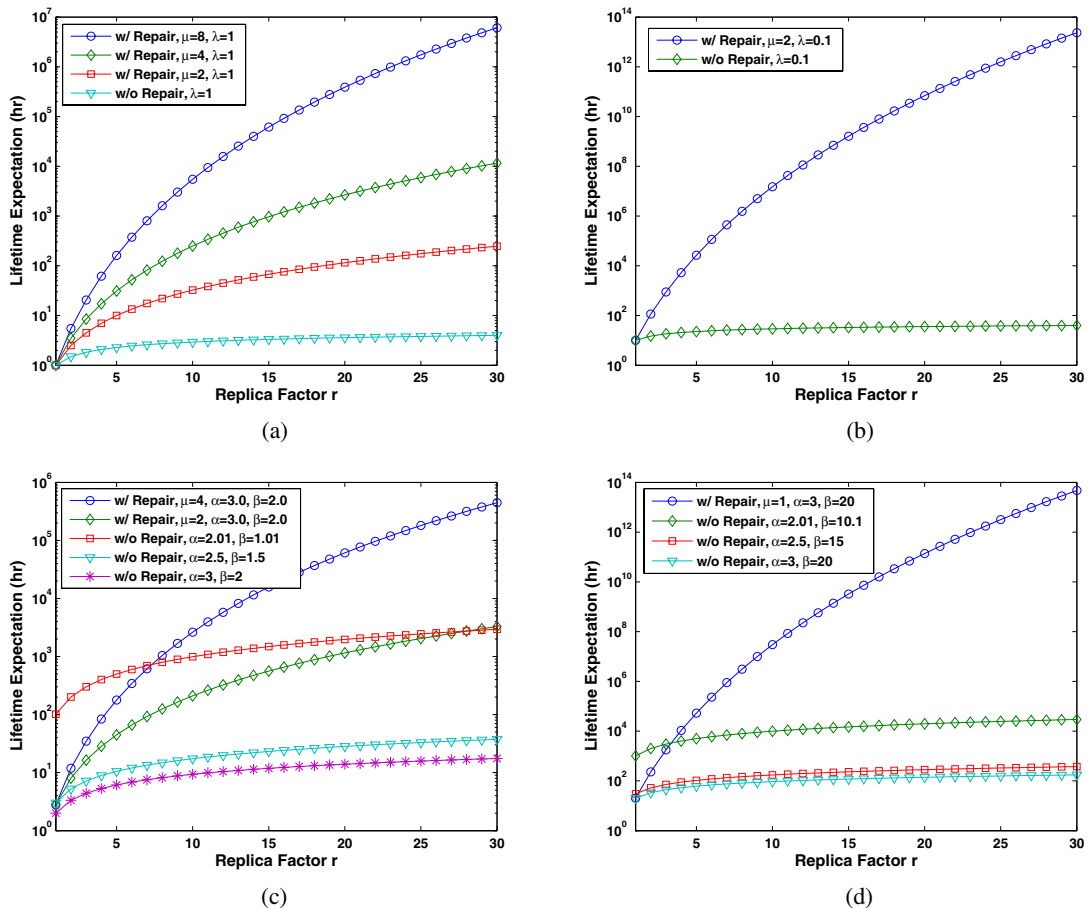 w/ Repair, μ=8, λ=1
w/ Repair, μ=4, λ=1
w/ Repair, μ=2, λ=1
w/o Repair, λ=1
10^7
10^6
10^5
10^4
10^3
10^2
10^1
10^0
5
10
15
20
25
30
Lifetime Expectation (hr)
Replica Factor r
(a)
w/ Repair, μ=2, λ=0.1
w/o Repair, λ=0.1
10^14
10^12
10^10
10^8
10^6
10^4
10^2
10^0
5
10
15
20
25
30
Lifetime Expectation (hr)
Replica Factor r
(b)
w/ Repair, μ=4, α=3.0, β=2.0
w/ Repair, μ=2, α=3.0, β=2.0
w/o Repair, α=2.01, β=1.01
w/o Repair, α=2.5, β=1.5
w/o Repair, α=3, β=2
10^6
10^5
10^4
10^3
10^2
10^1
10^0
5
10
15
20
25
30
Lifetime Expectation (hr)
Replica Factor r
(c)
w/ Repair, μ=1, α=3, β=20
w/o Repair, α=2.01, β=10.1
w/o Repair, α=2.5, β=15
w/o Repair, α=3, β=20
10^14
10^12
10^10
10^8
10^6
10^4
10^2
10^0
5
10
15
20
25
30
Lifetime Expectation (hr)
Replica Factor r
(d)